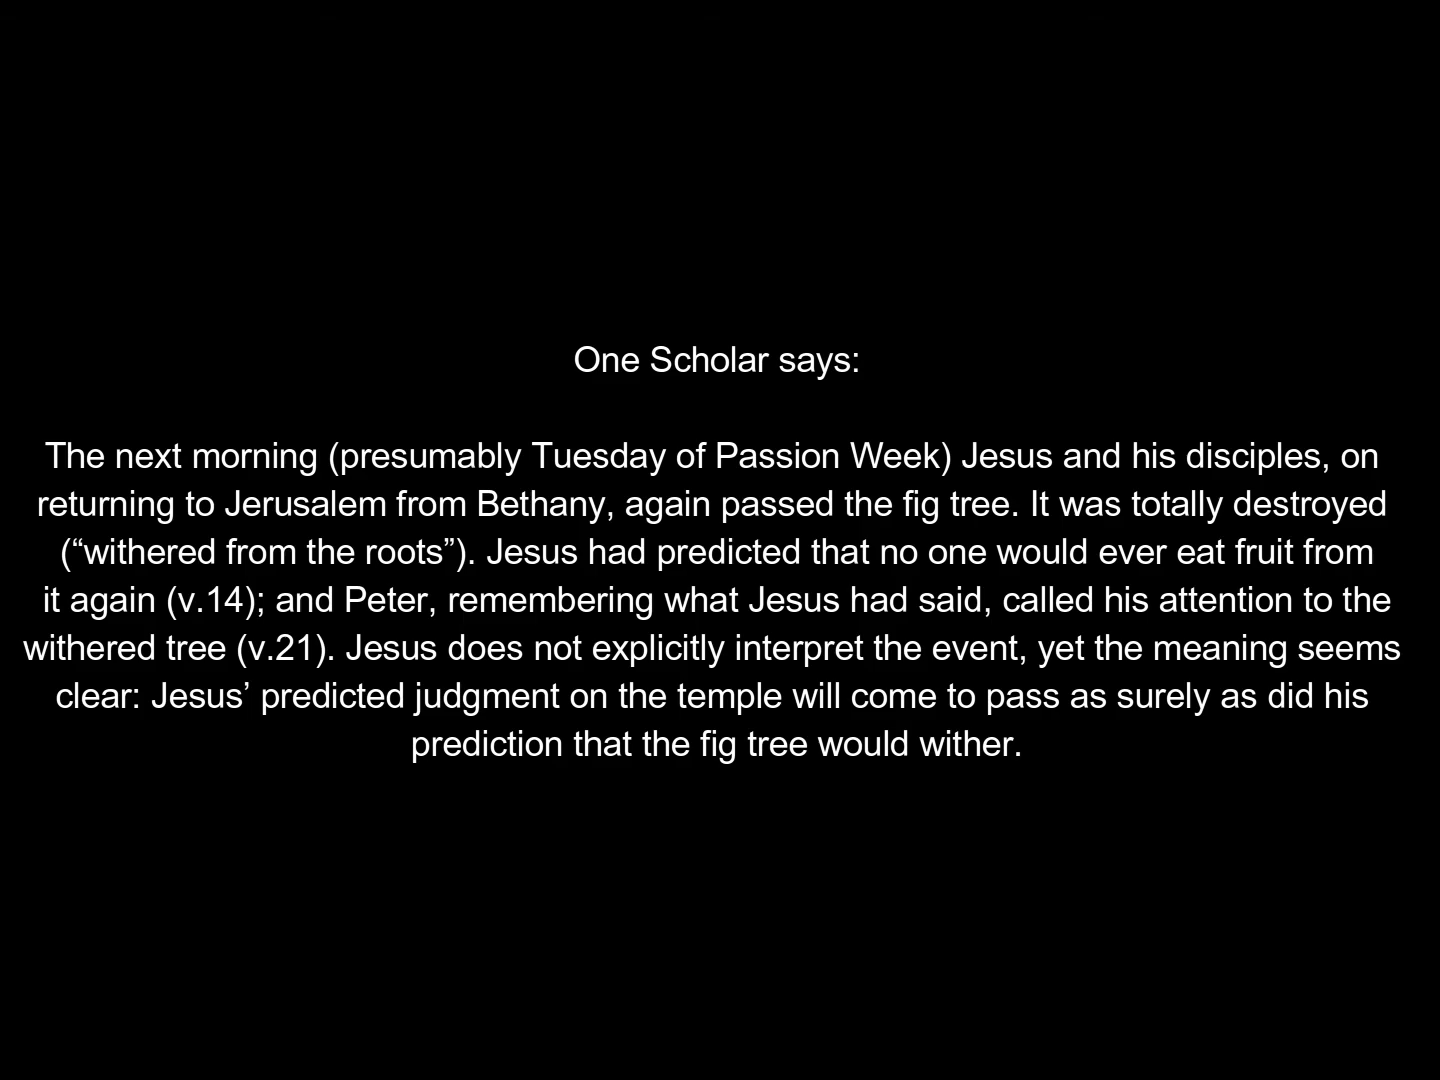 One Scholar says:
The next morning (presumably Tuesday of Passion Week) Jesus and his disciples, on
returning to Jerusalem from Bethany, again passed the fig tree. It was totally destroyed
(“withered from the roots”). Jesus had predicted that no one would ever eat fruit from
it again (v.14); and Peter, remembering what Jesus had said, called his attention to the
withered tree (v.21). Jesus does not explicitly interpret the event, yet the meaning seems
clear: Jesus’ predicted judgment on the temple will come to pass as surely as did his
prediction that the fig tree would wither.